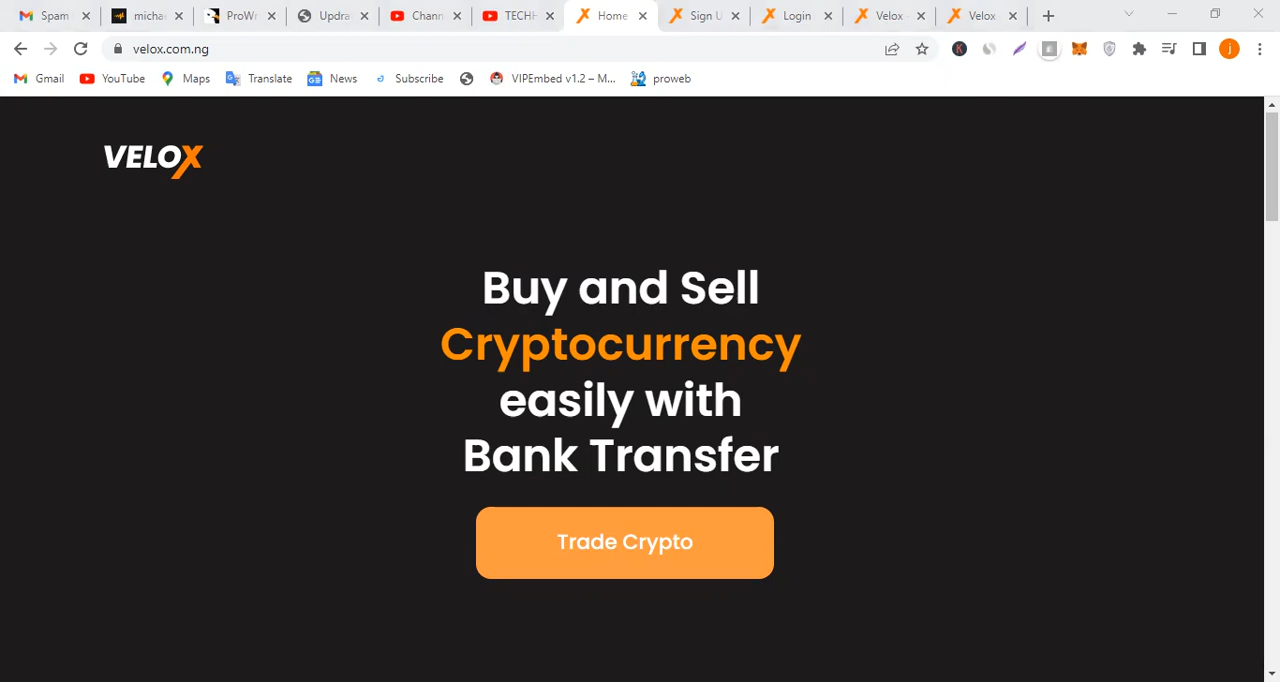 Spam
micha
ProWr
Updra
Chann
TECHH
Home
Sign U
Login
Velox
Velox
velox.com.ng
K
j
Gmail
YouTube
Maps
Translate
News
Subscribe
VIPEmbed v1.2 – M...
proweb
VELOX
Buy and Sell
Cryptocurrency
easily with
Bank Transfer
Trade Crypto